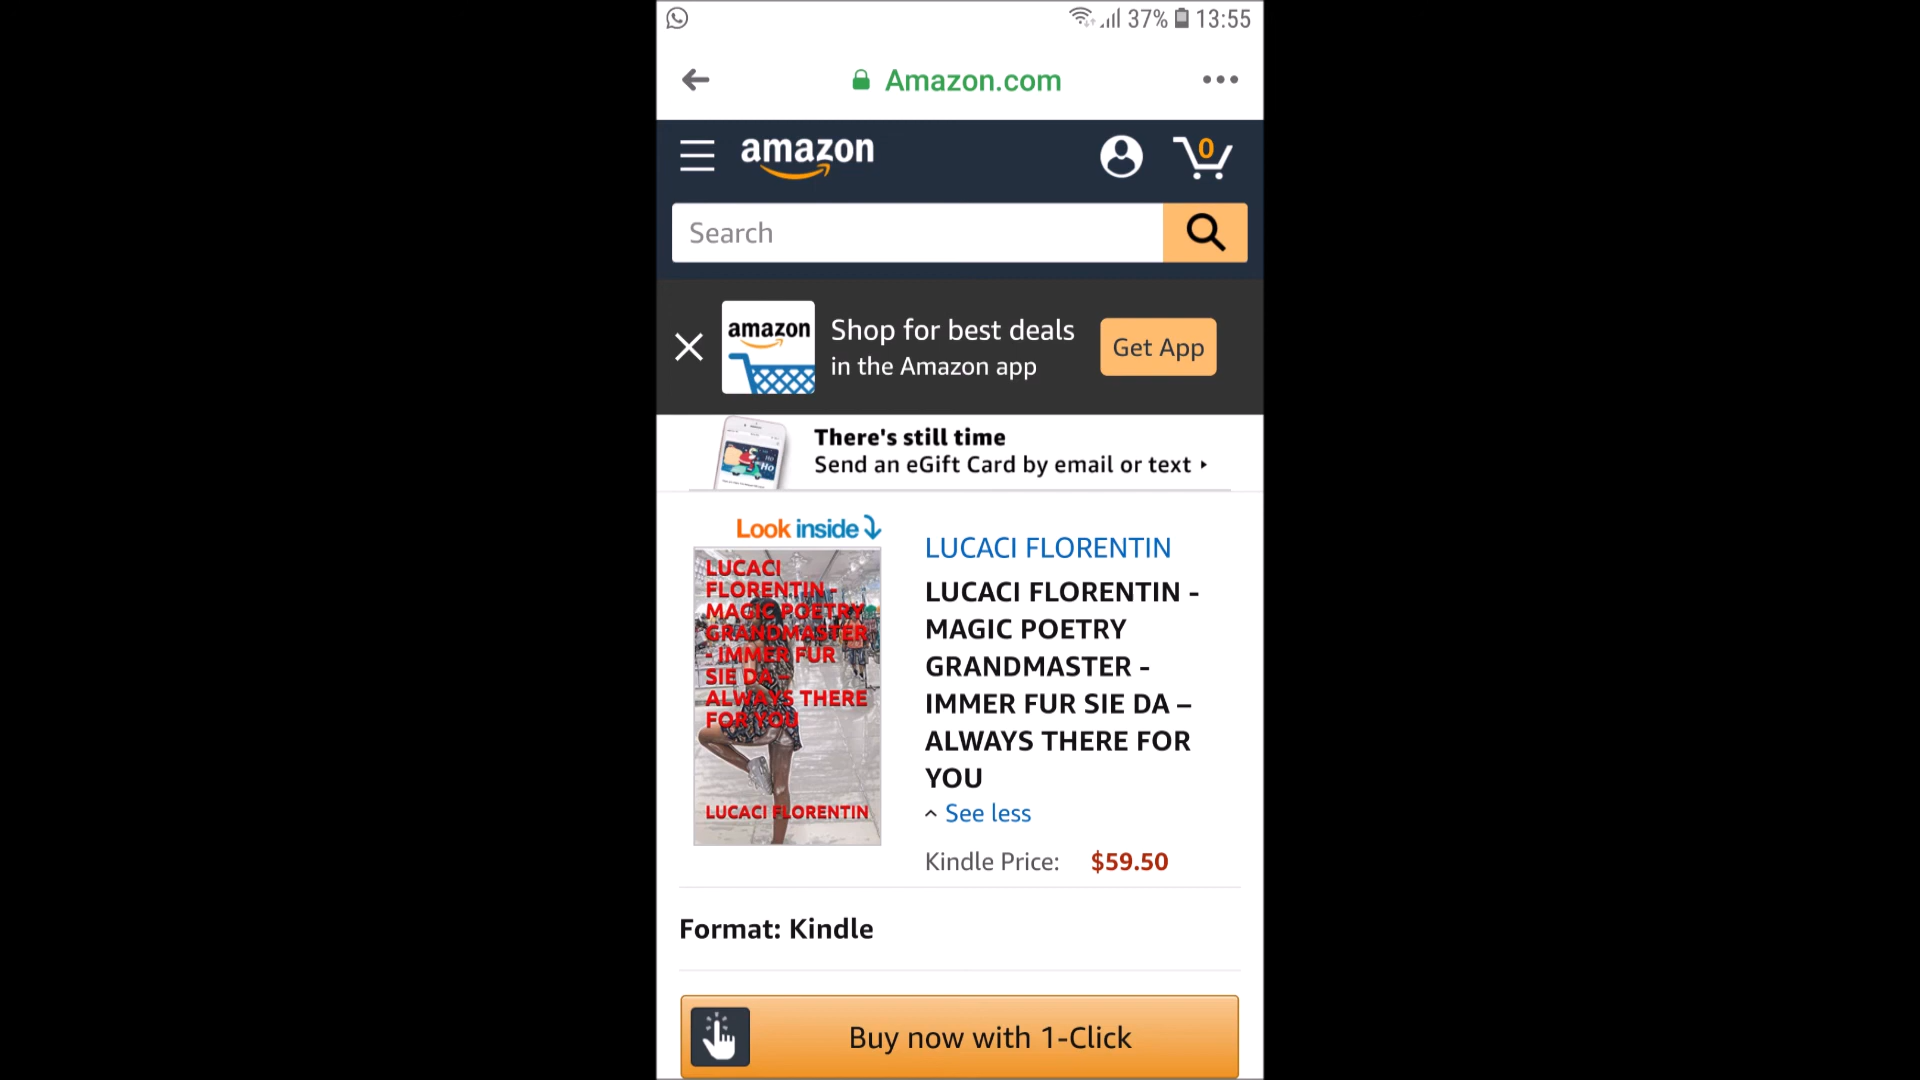 37% 13:55
Amazon.com
amazon
0
Search
amazon
Shop for best deals
in the Amazon app
Get App
There's still time
Send an eGift Card by email or text
Look inside
LUCACI
FLORENTIN -
MAGIC POETRY
GRANDMASTER
- IMMER FUR
SIE DA –
ALWAYS THERE
FOR YOU
LUCACI FLORENTIN
LUCACI FLORENTIN
LUCACI FLORENTIN -
MAGIC POETRY
GRANDMASTER -
IMMER FUR SIE DA –
ALWAYS THERE FOR
YOU
See less
Kindle Price: $59.50
Format: Kindle
Buy now with 1-Click